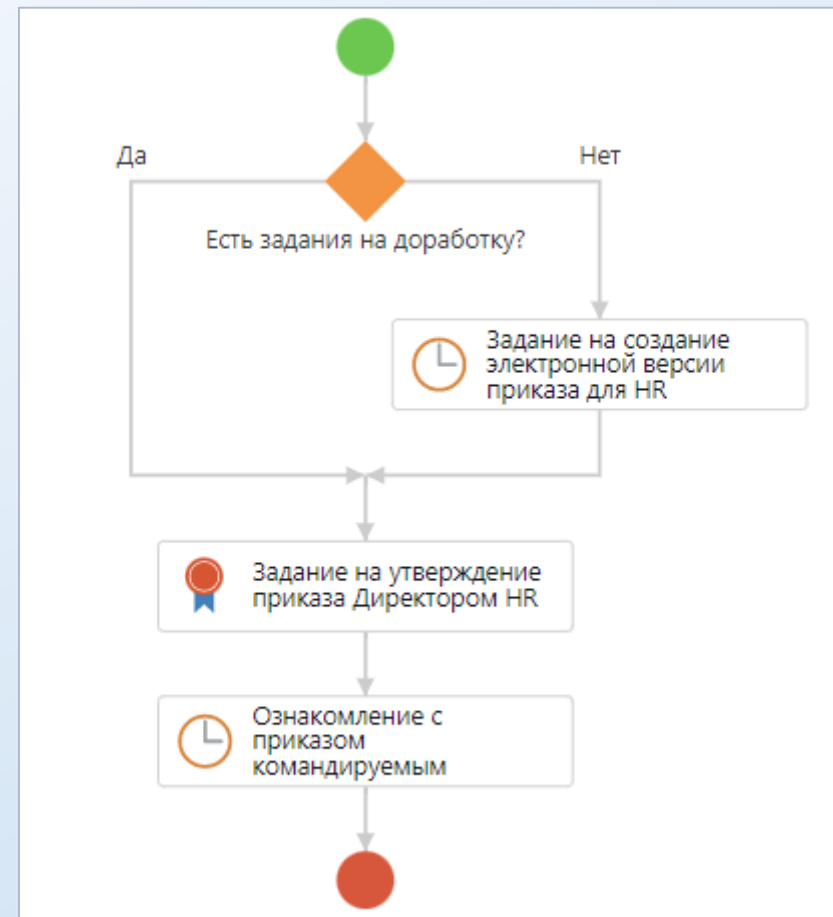 Да
Нет
Есть задания на доработку?
Задание на создание
электронной версии
приказа для HR
Задание на утверждение
приказа Директором HR
Ознакомление с
приказом
командируемым